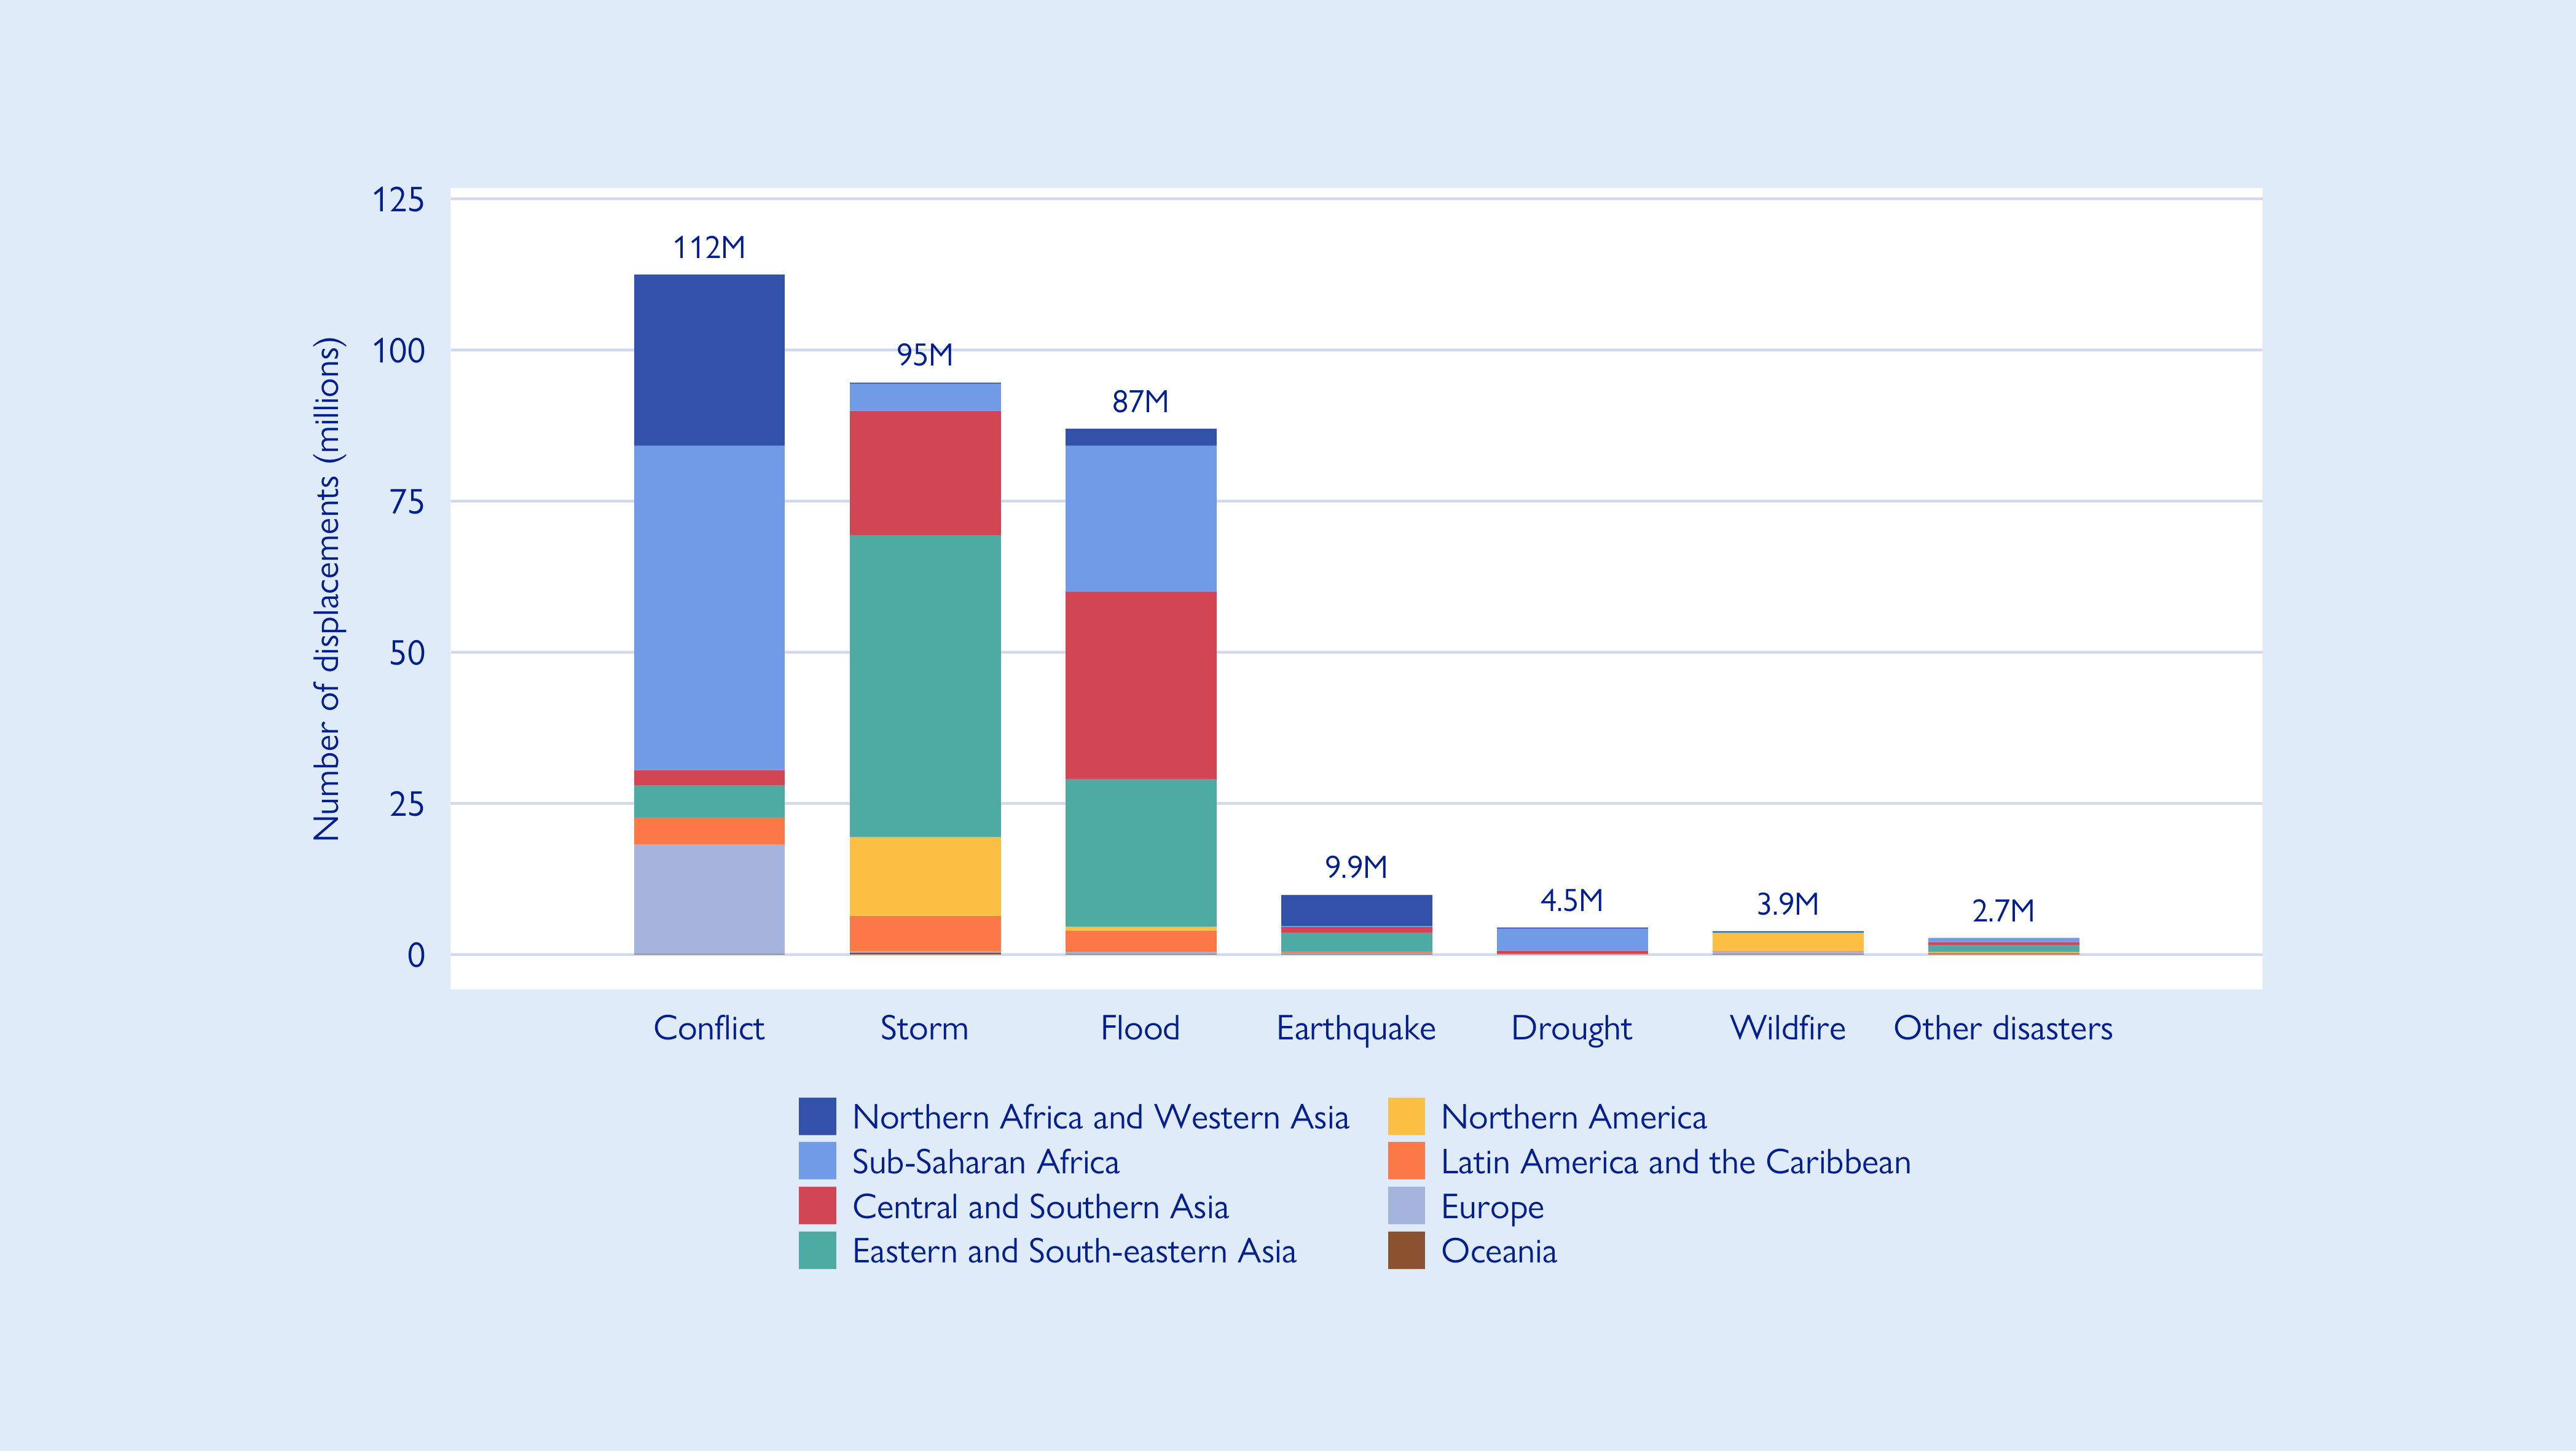 125
112M
100
95M
87M
75
50
25
9.9M
4.5M
3.9M
2.7M
0
Number of displacements (millions)
Conflict
Storm
Flood
Earthquake
Drought
Wildfire
Other disasters
Northern Africa and Western Asia
Sub-Saharan Africa
Central and Southern Asia
Eastern and South-eastern Asia
Northern America
Latin America and the Caribbean
Europe
Oceania